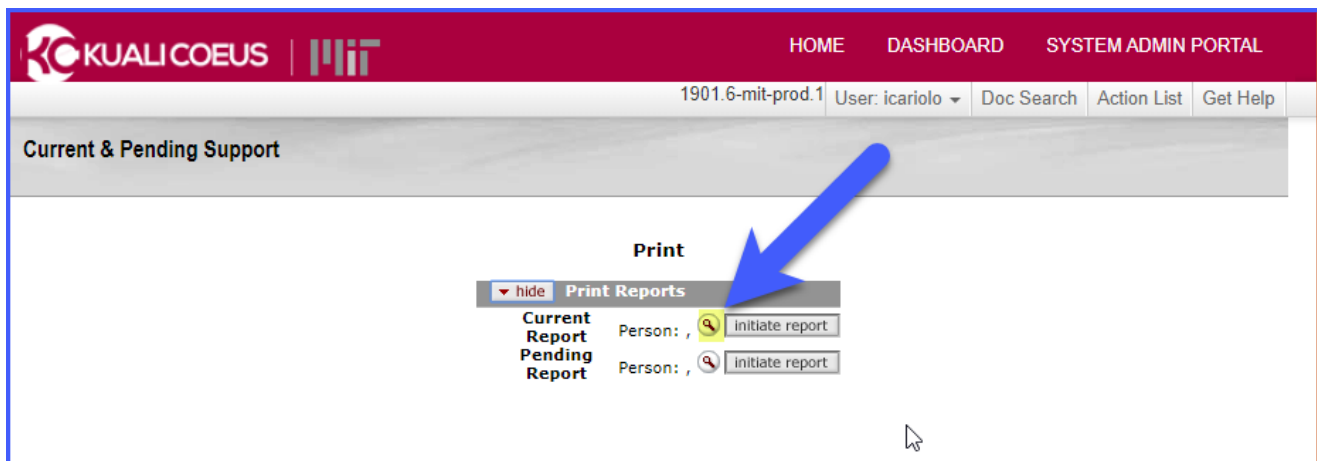 KUALI COEUS | MIT
HOME DASHBOARD SYSTEM ADMIN PORTAL
1901.6-mit-prod.1 User: icariolo Doc Search Action List Get Help
Current & Pending Support
Print
hide Print Reports
Current Report Person: , initiate report
Pending Report Person: , initiate report